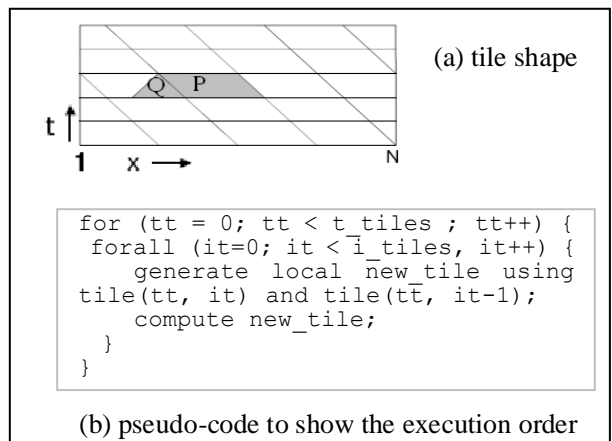 (a) tile shape
Q P
t
1 x N
for (tt = 0; tt < t_tiles ; tt++) {
forall (it=0; it < i_tiles, it++) {
generate local new_tile using
tile(tt, it) and tile(tt, it-1);
compute new_tile;
}
}
(b) pseudo-code to show the execution order